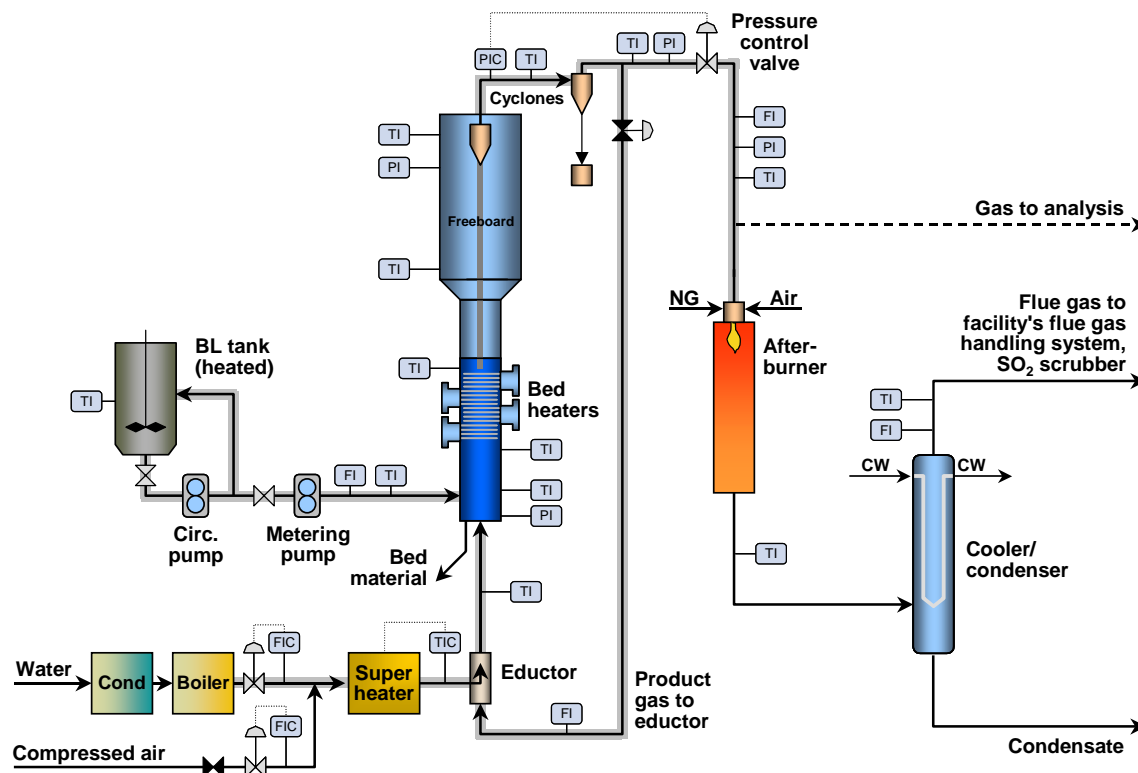 Pressure
control
valve
PIC
TI
TI
PI
Cyclones
FI
PI
TI
TI
PI
Freeboard
TI
Gas to analysis
NG
Air
After-
burner
Flue gas to
facility's flue gas
handling system,
SO2 scrubber
BL tank
(heated)
TI
TI
Bed
heaters
TI
FI
CW
CW
TI
FI
TI
TI
PI
Circ.
pump
Metering
pump
Bed
material
TI
TI
Cooler/
condenser
FIC
TIC
Water
Cond
Boiler
Super
heater
Eductor
Product
gas to
eductor
FI
FIC
Compressed air
Condensate